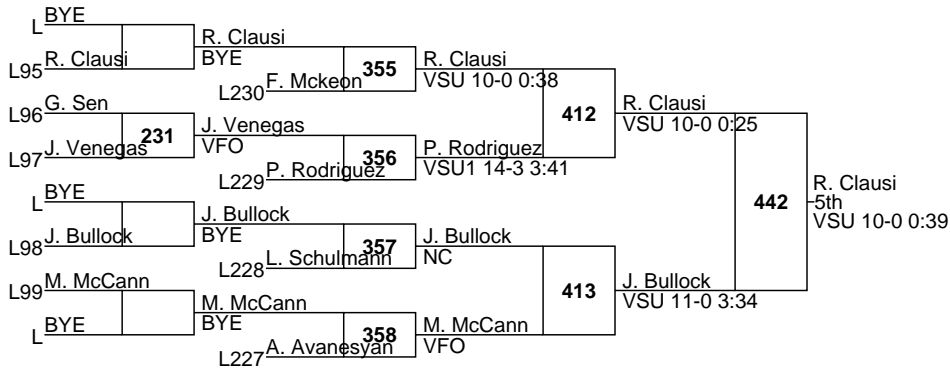 BYE
L
R. Clausi
BYE
R. Clausi
L95
355
R. Clausi
VSU 10-0 0:38
F. Mckeon
L230
G. Sen
L96
412
R. Clausi
VSU 10-0 0:25
231
J. Venegas
VFO
J. Venegas
L97
356
P. Rodriguez
VSU1 14-3 3:41
P. Rodriguez
L229
BYE
L
442
R. Clausi
5th
VSU 10-0 0:39
J. Bullock
BYE
J. Bullock
L98
357
J. Bullock
NC
L. Schulmann
L228
M. McCann
L99
413
J. Bullock
VSU 11-0 3:34
M. McCann
BYE
BYE
L
358
M. McCann
VFO
A. Avanesyan
L227